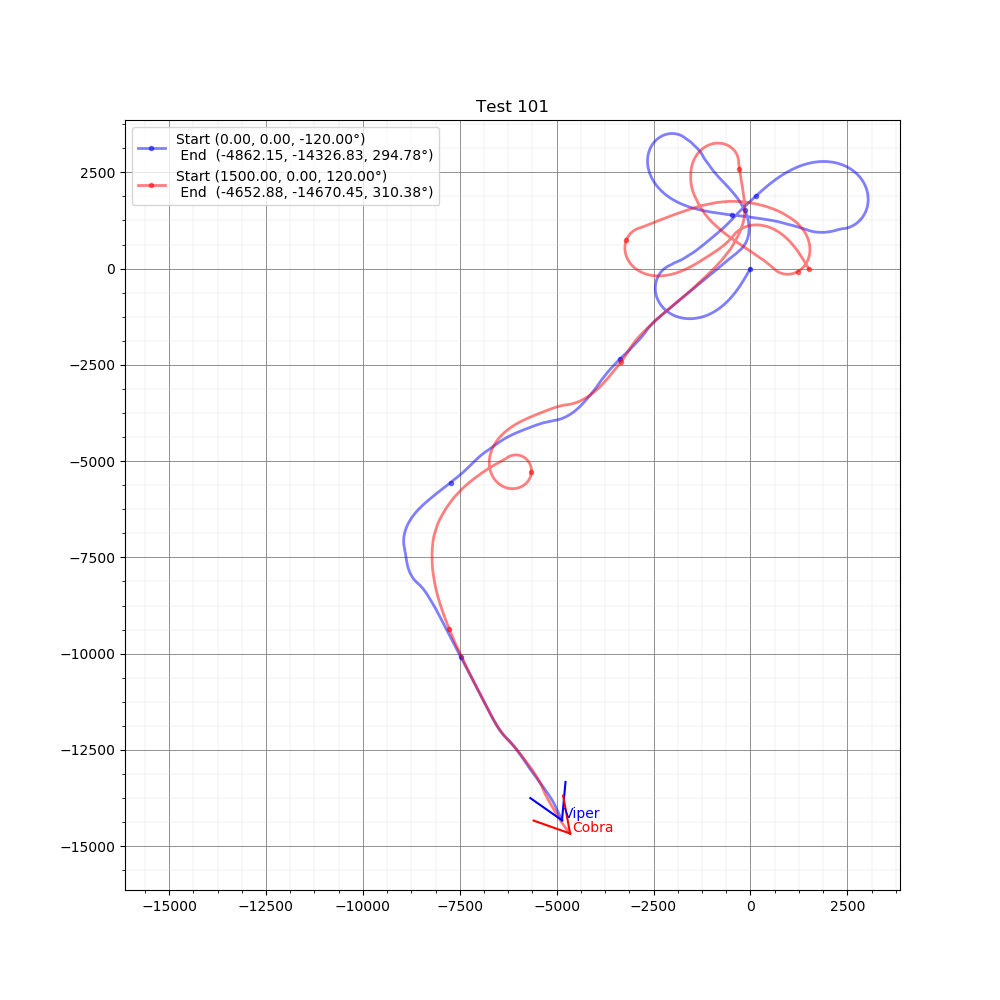 Test 101
Start (0.00, 0.00, -120.00°)
End (-4862.15, -14326.83, 294.78°)
Start (1500.00, 0.00, 120.00°)
End (-4652.88, -14670.45, 310.38°)
2500
0
−2500
−5000
−7500
−10000
−12500
−15000
Viper
Cobra
−15000 −12500 −10000 −7500 −5000 −2500 0 2500